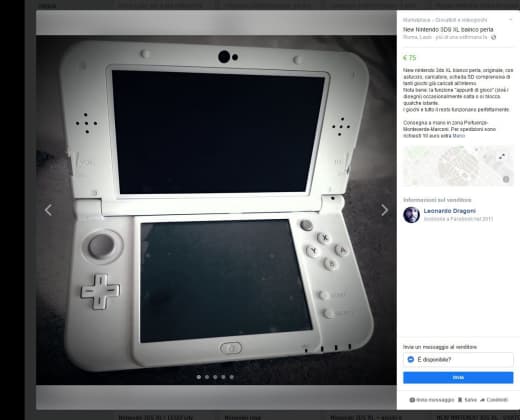 Marketplace - Giocattoli e videogiochi
New Nintendo 3DS XL bianco perla
Roma, Lazio · più di una settimana fa
€ 75
New nintendo 3ds XL bianco perla, originale, con
astuccio, caricatore, scheda SD comprensiva di
tanti giochi già caricati all'interno.
Nota bene: la funzione "appunti di gioco" (cioè i
disegni) occasionalmente salta o si blocca
qualche istante.
I giochi e tutto il resto funzionano perfettamente.
Consegna a mano in zona Portuense-
Monteverde-Marconi. Per spedizioni sono
richiesti 10 euro extra Meno
Informazioni sul venditore
Leonardo Dragoni
Iscrizione a Facebook nel 2011
Invia un messaggio al venditore
È disponibile?
Invia
Invia messaggio
Salva
Condividi
VOL
X
Y
A
B